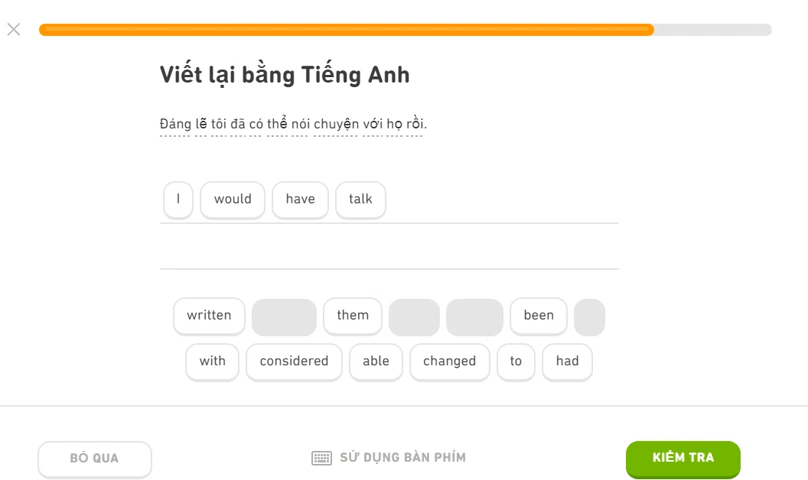 Viết lại bằng Tiếng Anh
Đáng lẽ tôi đã có thể nói chuyện với họ rồi.
I would have talk
written them been
with considered able changed to had
BỎ QUA SỬ DỤNG BÀN PHÍM KIỂM TRA